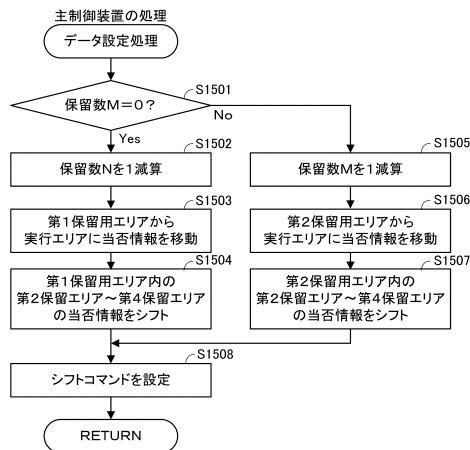 主制御装置の処理
データ設定処理
S1501
保留数M=0?
No
Yes
S1502
保留数Nを1減算
S1503
第1保留用エリアから
実行エリアに当否情報を移動
S1504
第1保留用エリア内の
第2保留エリア~第4保留エリア
の当否情報をシフト
S1505
保留数Mを1減算
S1506
第2保留用エリアから
実行エリアに当否情報を移動
S1507
第2保留用エリア内の
第2保留エリア~第4保留エリア
の当否情報をシフト
S1508
シフトコマンドを設定
RETURN